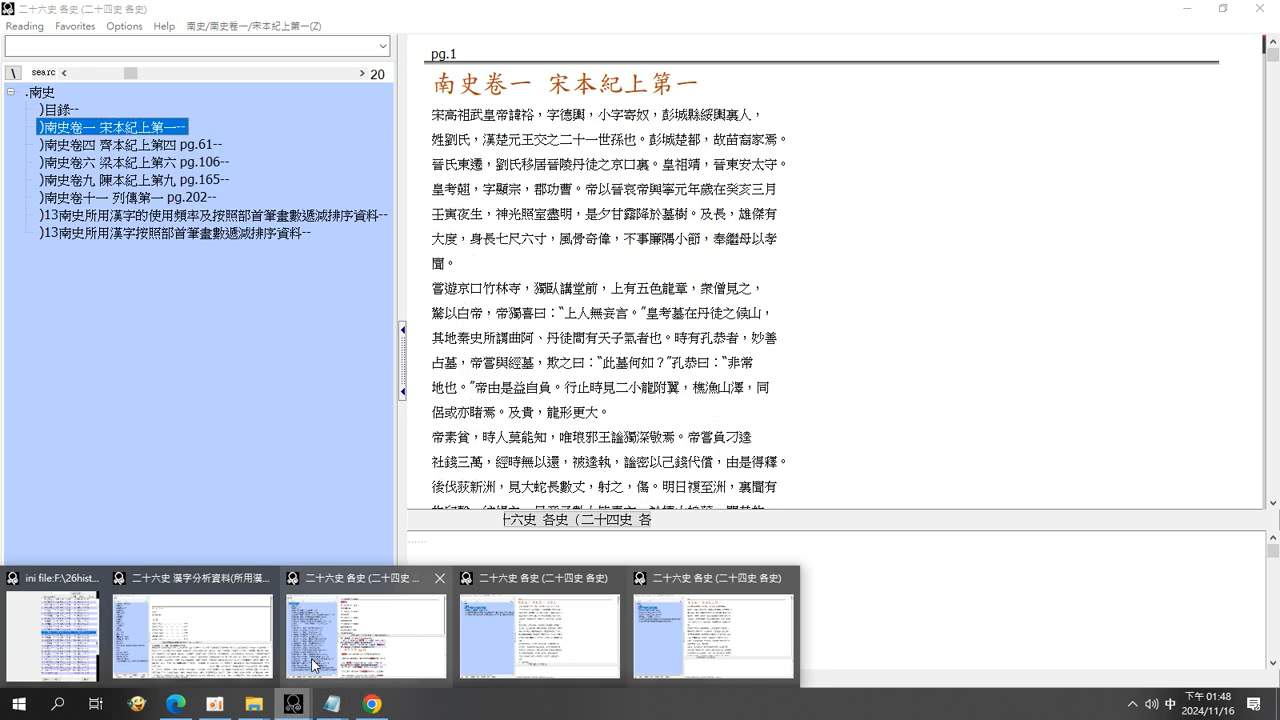 二十六史 各史 (二十四史 各史)
Reading Favorites Options Help 南史/南史卷一/宋本紀上第一(Z)
\ searc 20
.南史
)目錄--
)南史卷一 宋本紀上第一--
)南史卷四 齊本紀上第四 pg.61--
)南史卷六 梁本紀上第六 pg.106--
)南史卷九 陳本紀上第九 pg.165--
)南史卷十一 列傳第一 pg.202--
)13南史所用漢字的使用頻率及按照部首筆畫數遞減排序資料--
)13南史所用漢字按照部首筆畫數遞減排序資料--
pg.1
南史卷一 宋本紀上第一
宋高祖武皇帝諱裕，字德輿，小字寄奴，彭城縣綏輿裏人，
姓劉氏，漢楚元王交之二十一世孫也。彭城楚都，故苗裔家焉。
晉氏東遷，劉氏移居晉陵丹徒之京口裏。皇祖靖，晉東安太守。
皇考翹，字顯宗，郡功曹。帝以晉哀帝興寧元年歲在癸亥三月
壬寅夜生，神光照室盡明，是夕甘露降於墓樹。及長，雄傑有
大度，身長七尺六寸，風骨奇偉，不事廉隅小節，奉繼母以孝
聞。
嘗遊京口竹林寺，獨臥講堂前，上有五色龍章，衆僧見之，
驚以白帝，帝獨喜曰：“上人無妄言。”皇考墓在丹徒之候山，
其地秦史所謂曲阿、丹徒間有天子氣者也。時有孔恭者，妙善
占墓，帝嘗與經墓，欺之曰：“此墓何如？”孔恭曰：“非常
地也。”帝由是益自負。行止時見二小龍附翼，樵漁山澤，同
侶或亦睹焉。及貴，龍形更大。
帝素貧，時人莫能知，唯琅邪王謐獨深敬焉。帝嘗負刁逵
社錢三萬，經時無以還，被逵執，謐密以己錢代償，由是得釋。
後伐荻新洲，見大蛇長數丈，射之，傷。明日複至洲，裏聞有
十六史 各史 (二十四史 各
ini file:F:\26hist...
二十六史 漢字分析資料(所用漢...
二十六史 各史 (二十四史 ...
二十六史 各史 (二十四史 各史)
二十六史 各史 (二十四史 各史)
中
下午 01:48
2024/11/16